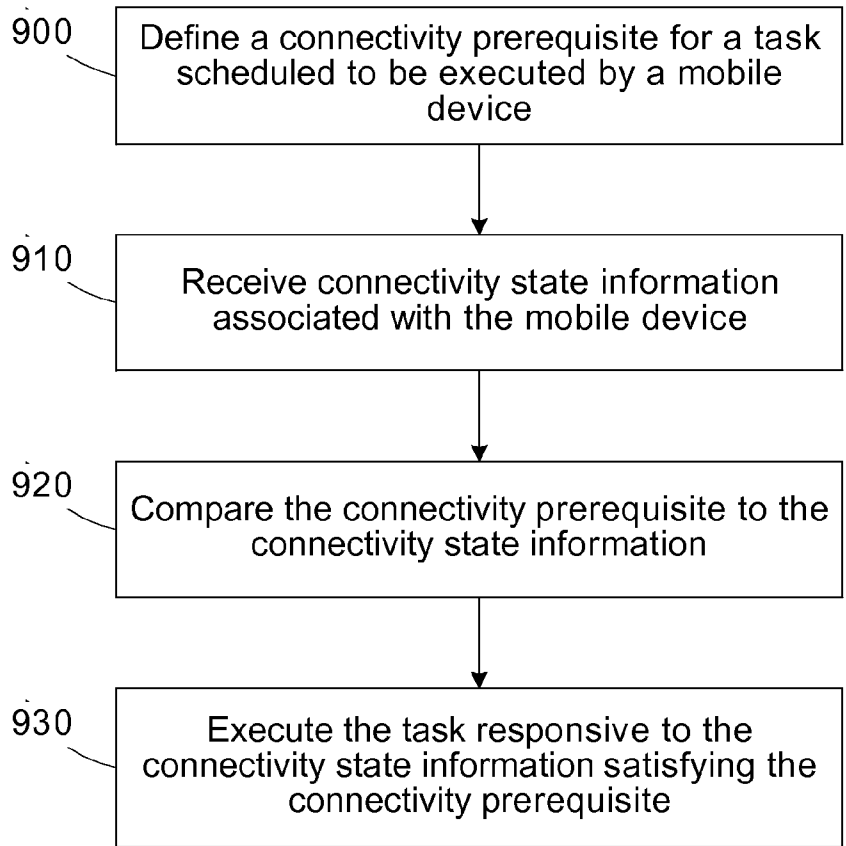 900
Define a connectivity prerequisite for a task
scheduled to be executed by a mobile
device
910
Receive connectivity state information
associated with the mobile device
920
Compare the connectivity prerequisite to the
connectivity state information
930
Execute the task responsive to the
connectivity state information satisfying the
connectivity prerequisite